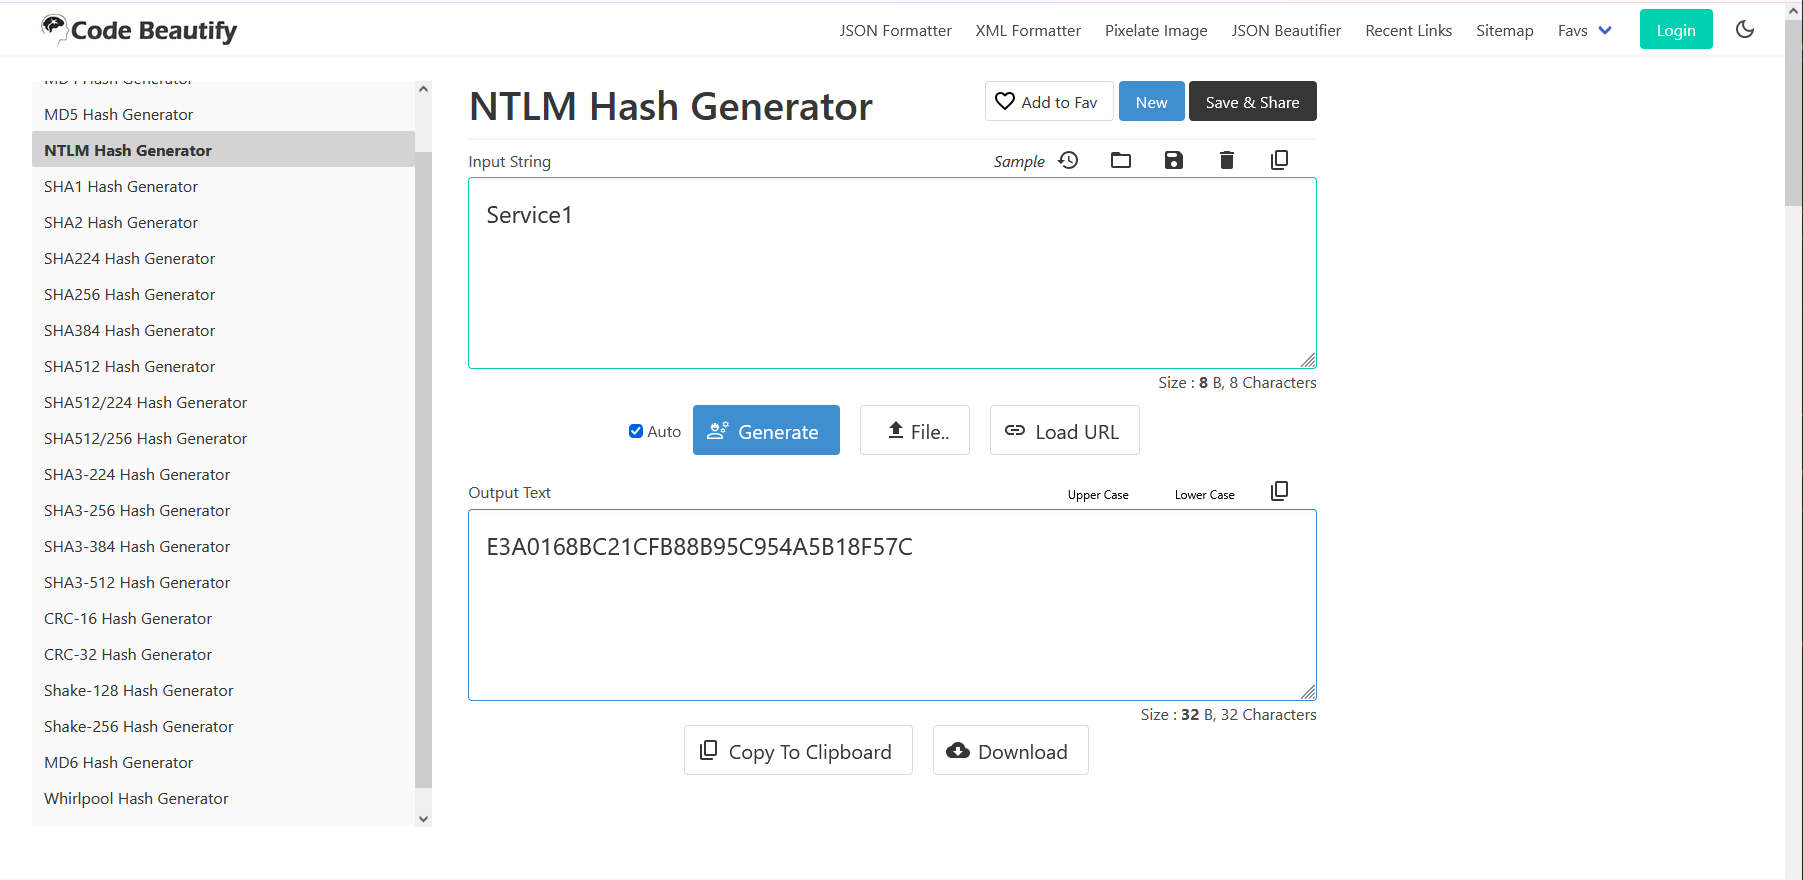 Code Beautify
JSON Formatter
XML Formatter
Pixelate Image
JSON Beautifier
Recent Links
Sitemap
Favs
Login
MD5 Hash Generator
NTLM Hash Generator
SHA1 Hash Generator
SHA2 Hash Generator
SHA224 Hash Generator
SHA256 Hash Generator
SHA384 Hash Generator
SHA512 Hash Generator
SHA512/224 Hash Generator
SHA512/256 Hash Generator
SHA3-224 Hash Generator
SHA3-256 Hash Generator
SHA3-384 Hash Generator
SHA3-512 Hash Generator
CRC-16 Hash Generator
CRC-32 Hash Generator
Shake-128 Hash Generator
Shake-256 Hash Generator
MD6 Hash Generator
Whirlpool Hash Generator
NTLM Hash Generator
Add to Fav
New
Save & Share
Input String
Sample
Service1
Size : 8 B, 8 Characters
Auto
Generate
File..
Load URL
Output Text
Upper Case
Lower Case
E3A0168BC21CFB88B95C954A5B18F57C
Size : 32 B, 32 Characters
Copy To Clipboard
Download